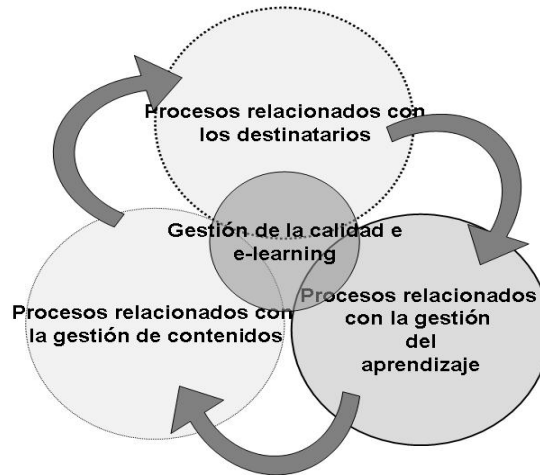 Procesos relacionados con
los destinatarios
Gestión de la calidad e
e-learning
Procesos relacionados con
la gestión de contenidos
Procesos relacionados
con la gestión
del
aprendizaje